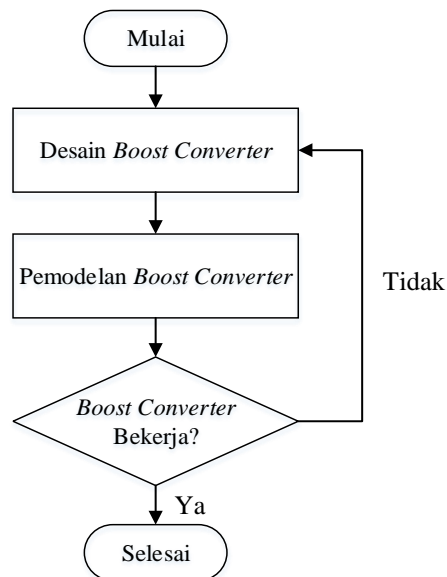 Mulai
Desain Boost Converter
Pemodelan Boost Converter
Tidak
Boost Converter
Bekerja?
Ya
Selesai